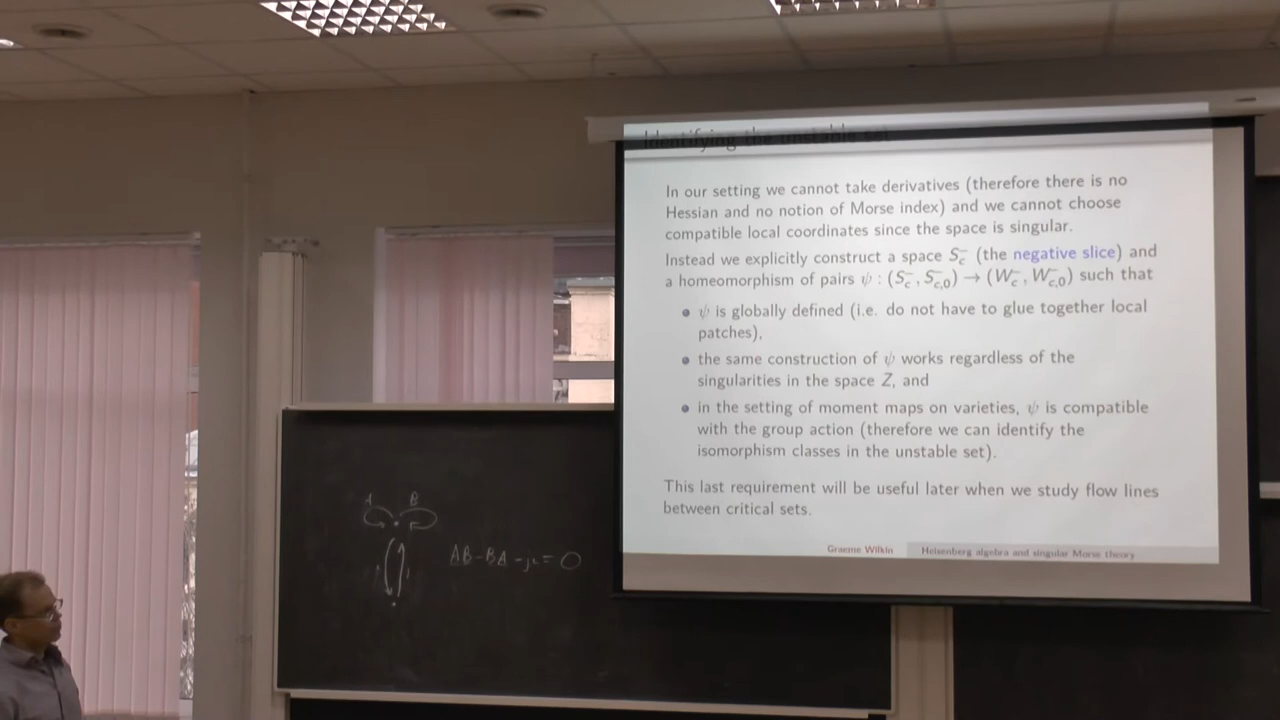 Identifying the unstable set
In our setting we cannot take derivatives (therefore there is no
Hessian and no notion of Morse index) and we cannot choose
compatible local coordinates since the space is singular.
Instead we explicitly construct a space S_c^- (the negative slice) and
a homeomorphism of pairs ψ : (S_c^-, S_{c,0}^-) → (W_c^-, W_{c,0}^-) such that
• ψ is globally defined (i.e. do not have to glue together local
patches),
• the same construction of ψ works regardless of the
singularities in the space Z, and
• in the setting of moment maps on varieties, ψ is compatible
with the group action (therefore we can identify the
isomorphism classes in the unstable set).
This last requirement will be useful later when we study flow lines
between critical sets.
Graeme Wilkin Heisenberg algebra and singular Morse theory
A B
AB-BA-ji=0